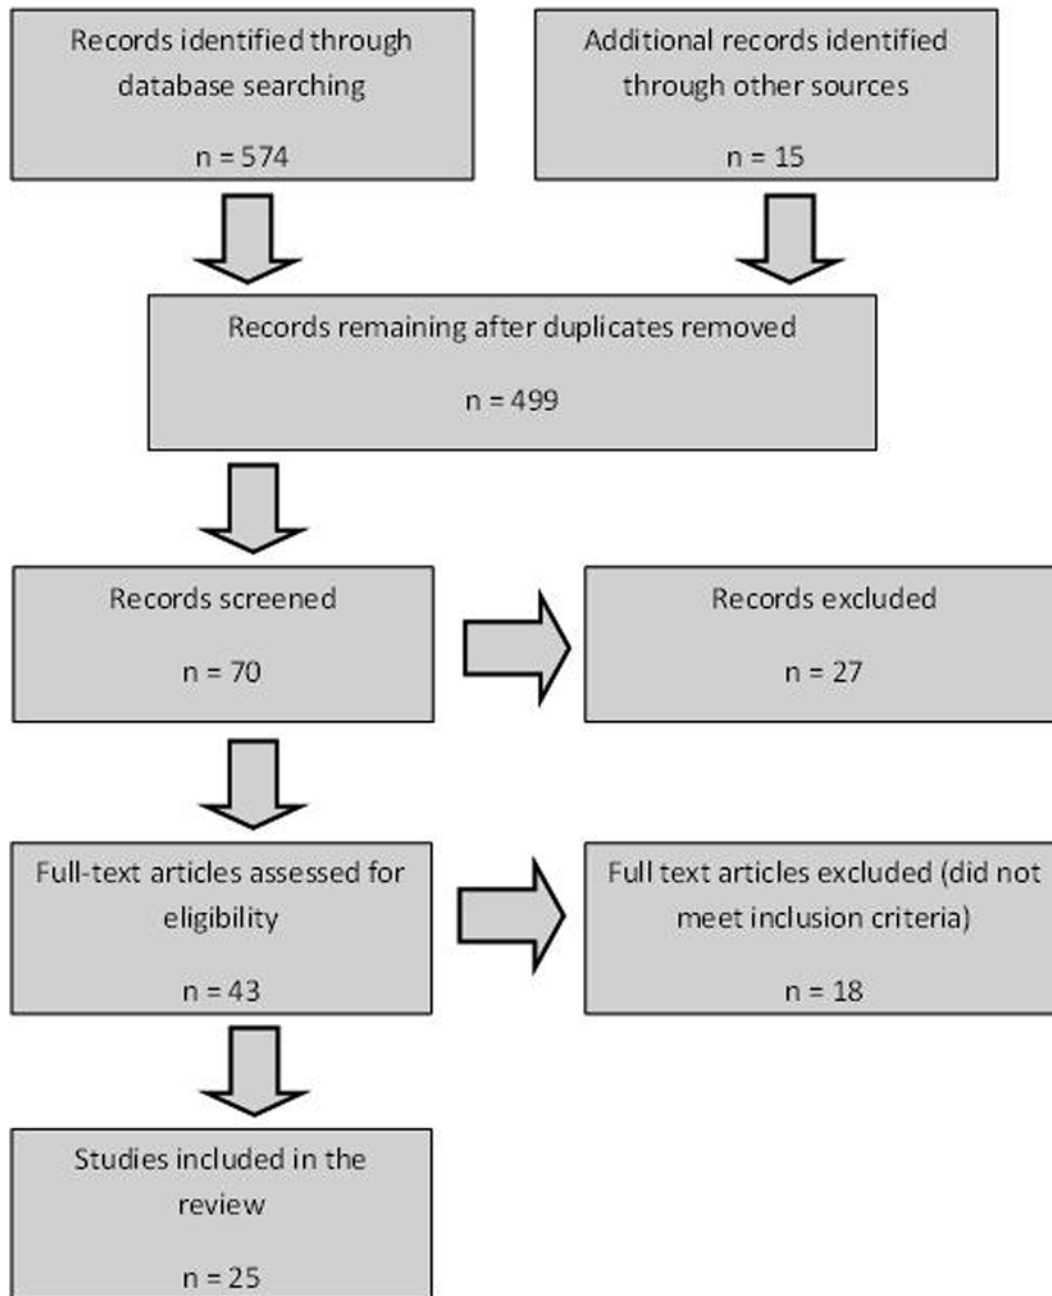 Records identified through
database searching
n = 574
Additional records identified
through other sources
n = 15
Records remaining after duplicates removed
n = 499
Records screened
n = 70
Records excluded
n = 27
Full-text articles assessed for
eligibility
n = 43
Full text articles excluded (did not
meet inclusion criteria)
n = 18
Studies included in the
review
n = 25